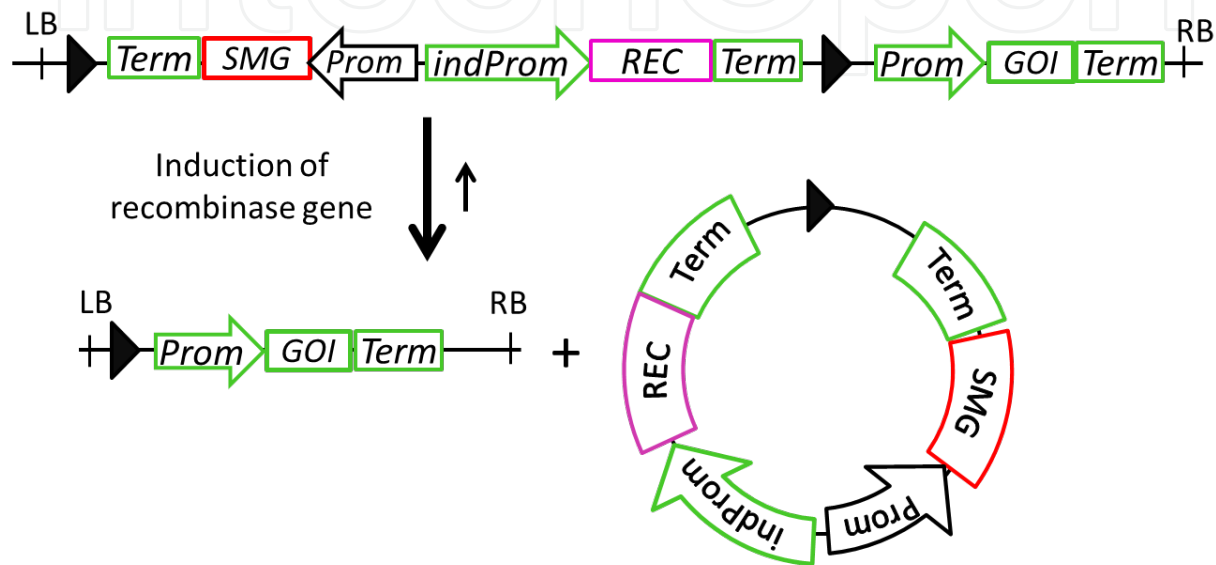 LB
RB
Term SMG Prom indProm REC Term Prom GOI Term
Induction of
recombinase gene
LB
RB
Prom GOI Term
+
Term
Term
REC
SMG
indProm
Prom